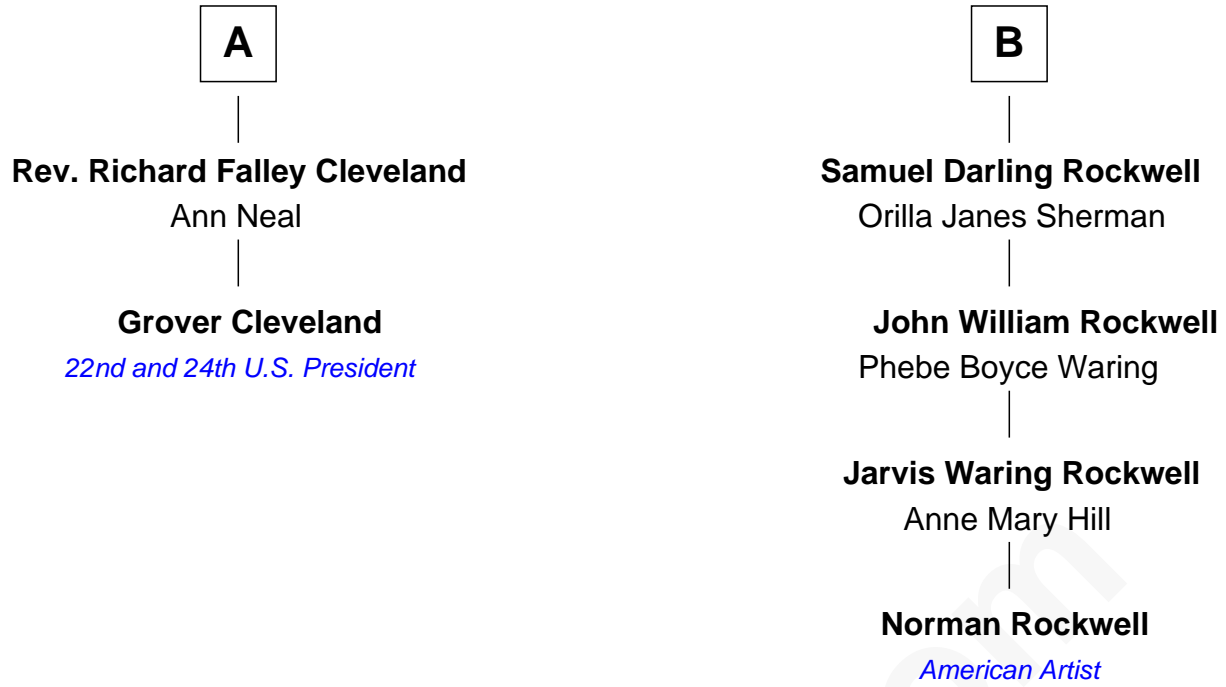 A
Rev. Richard Falley Cleveland
Ann Neal
Grover Cleveland
22nd and 24th U.S. President
B
Samuel Darling Rockwell
Orilla Janes Sherman
John William Rockwell
Phebe Boyce Waring
Jarvis Waring Rockwell
Anne Mary Hill
Norman Rockwell
American Artist